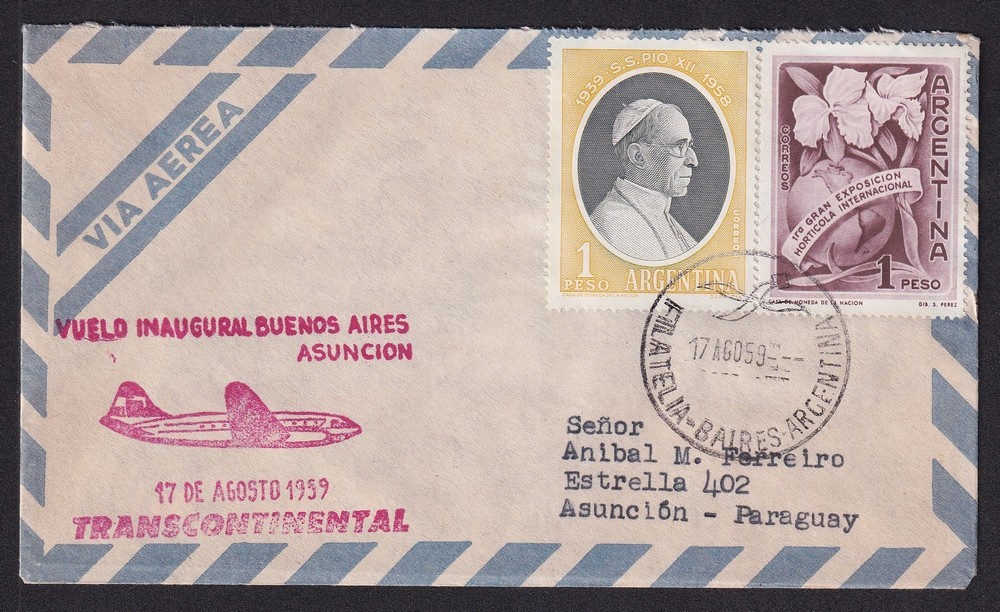 VIA AEREA
1939 · S.S. PIO XII · 1958
CORREO
1
PESO
ARGENTINA
CASA DE MONEDA DE LA NACION
ARGENTINA
CORREOS
1ra GRAN EXPOSICION
HORTICOLA INTERNACIONAL
1 PESO
CASA DE MONEDA DE LA NACION
DIB. S. PEREZ
17 AGO 59
FILATELIA-BAIRES-ARGENTINA
VUELO INAUGURAL BUENOS AIRES
ASUNCION
17 DE AGOSTO 1959
TRANSCONTINENTAL
Señor
Anibal M. Ferreiro
Estrella 402
Asunción - Paraguay